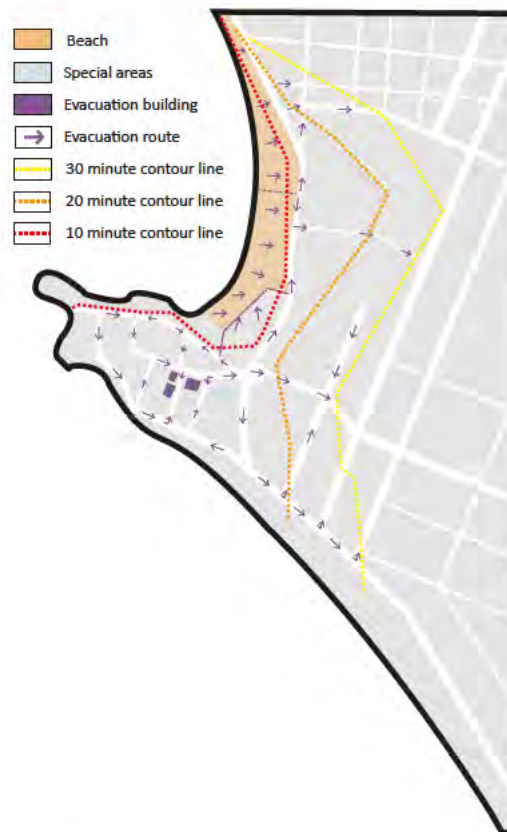 Beach
Special areas
Evacuation building
Evacuation route
30 minute contour line
20 minute contour line
10 minute contour line